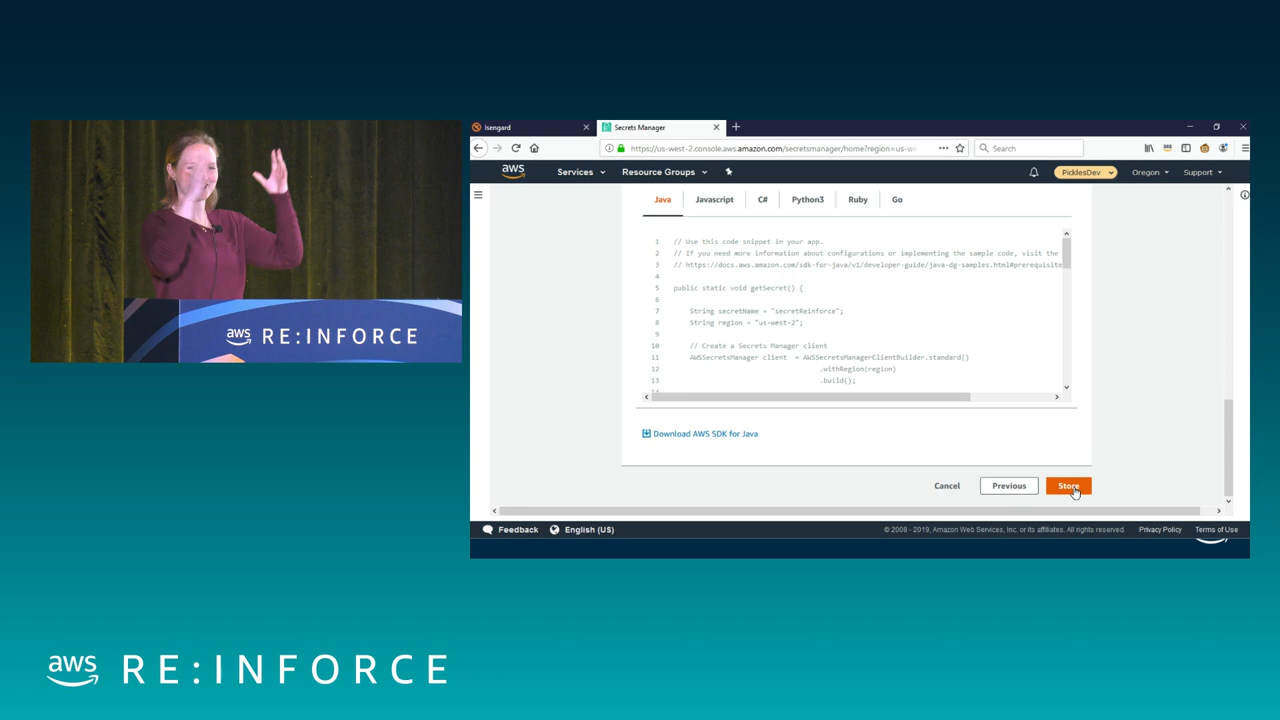 aws RE:INFORCE
Isengard
Secrets Manager
https://us-west-2.console.aws.amazon.com/secretsmanager/home?region=us-w
Search
aws Services Resource Groups PicklesDev Oregon Support
Java Javascript C# Python3 Ruby Go
1 // Use this code snippet in your app.
2 // If you need more information about configurations or implementing the sample code, visit the
3 // https://docs.aws.amazon.com/sdk-for-java/v1/developer-guide/java-dg-samples.html#prerequisite
4
5 public static void getSecret() {
6
7 String secretName = "secretReinforce";
8 String region = "us-west-2";
9
10 // Create a Secrets Manager client
11 AWSSecretsManager client = AWSSecretsManagerClientBuilder.standard()
12 .withRegion(region)
13 .build();
Download AWS SDK for Java
Cancel Previous Store
Feedback English (US) © 2008 - 2019, Amazon Web Services, Inc. or its affiliates. All rights reserved. Privacy Policy Terms of Use
aws RE:INFORCE